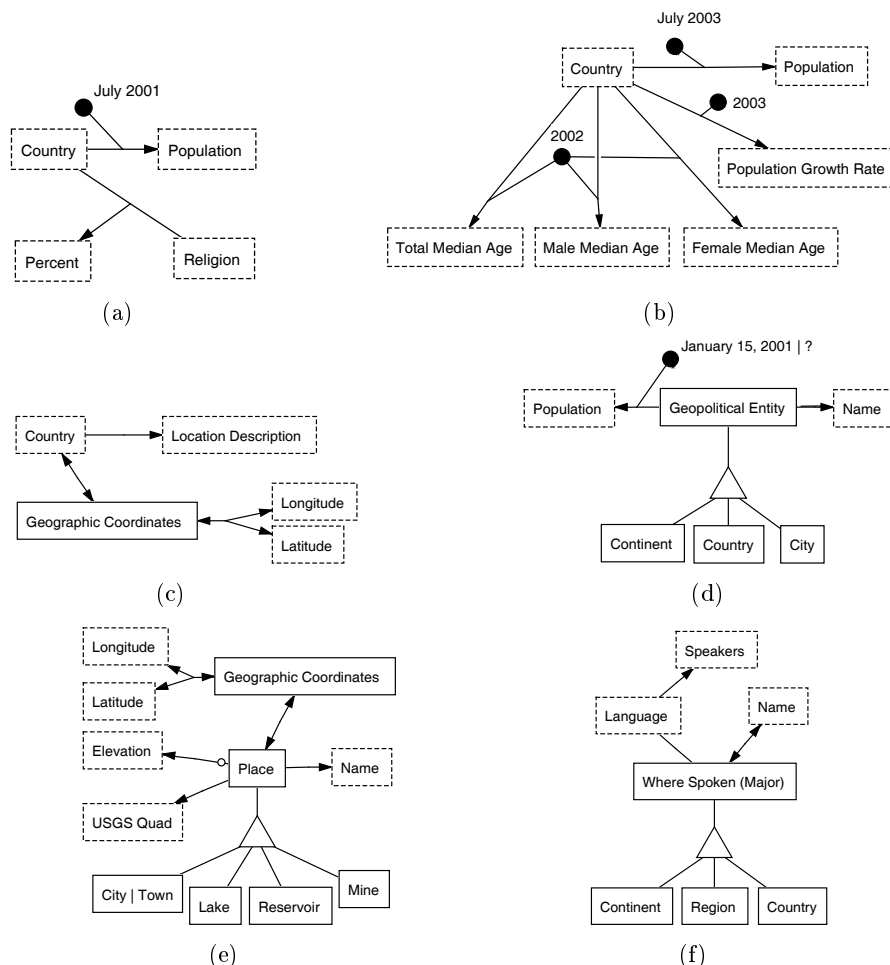 July 2001
Country
Population
Percent
Religion
(a)
July 2003
Country
Population
2003
2002
Population Growth Rate
Total Median Age
Male Median Age
Female Median Age
(b)
Country
Location Description
Geographic Coordinates
Longitude
Latitude
(c)
January 15, 2001 | ?
Population
Geopolitical Entity
Name
Continent
Country
City
(d)
Longitude
Geographic Coordinates
Latitude
Elevation
Place
Name
USGS Quad
City | Town
Lake
Reservoir
Mine
(e)
Speakers
Language
Name
Where Spoken (Major)
Continent
Region
Country
(f)